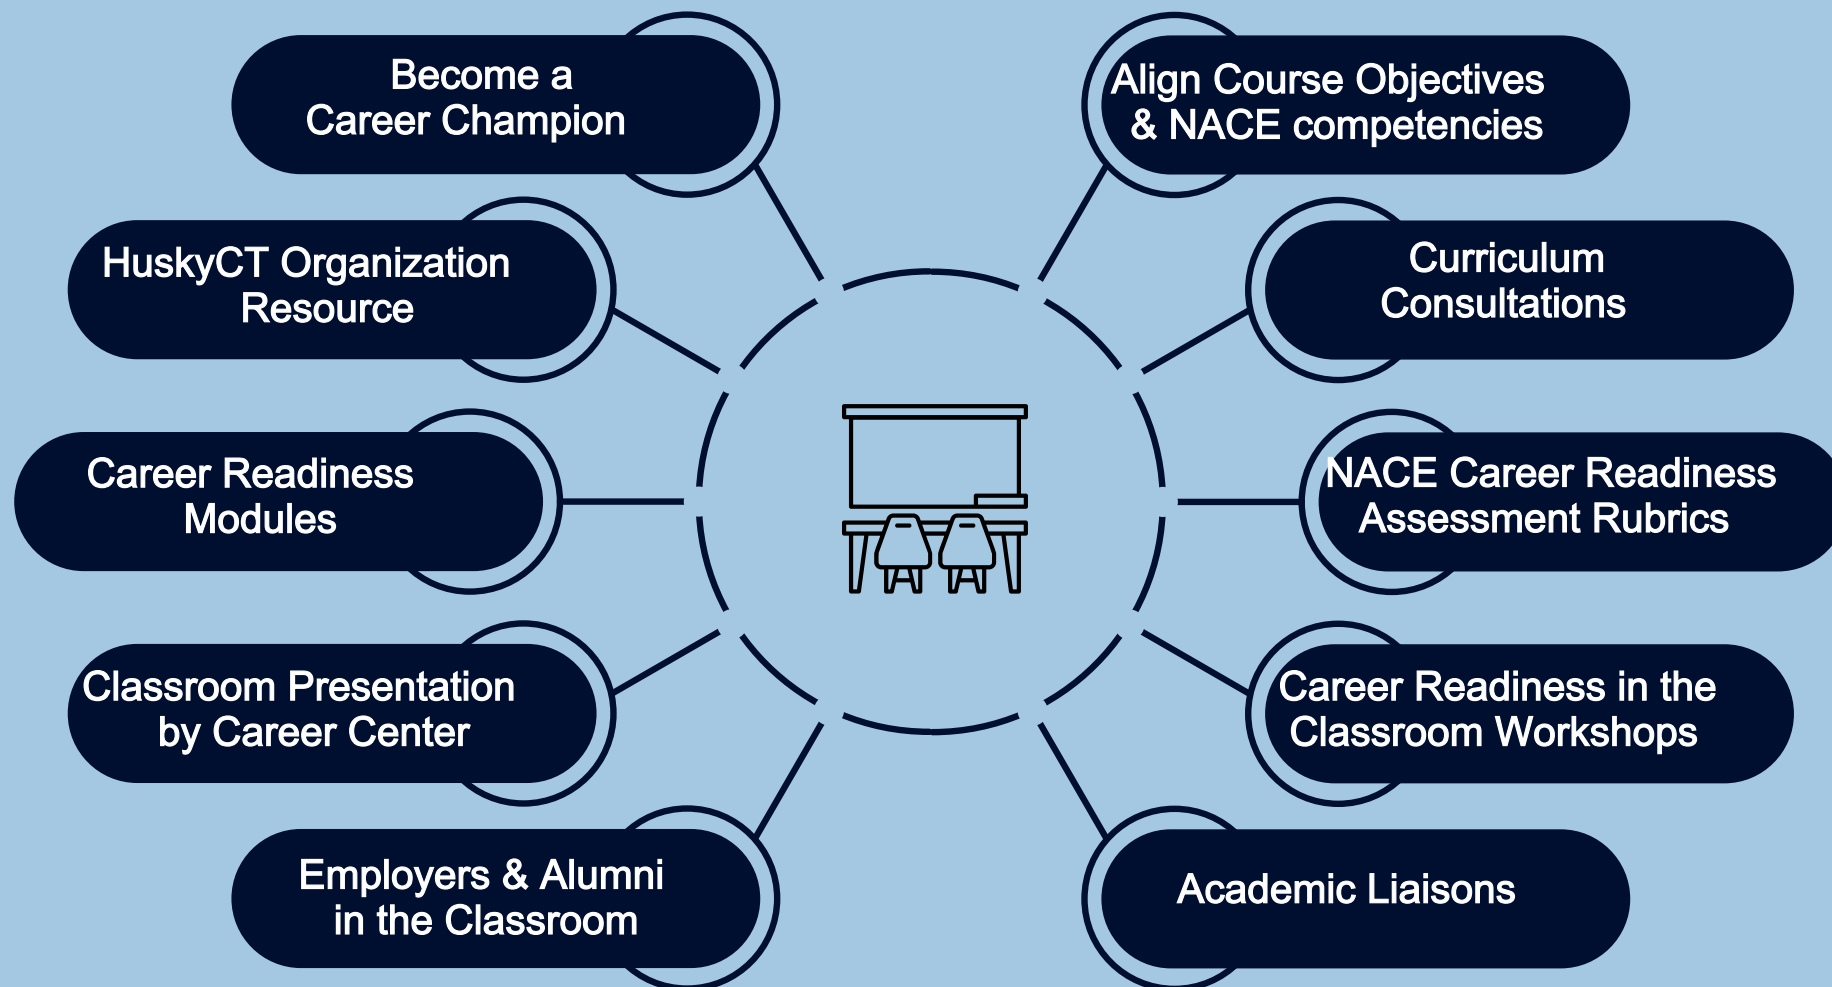 Become a
Career Champion
HuskyCT Organization
Resource
Career Readiness
Modules
Classroom Presentation
by Career Center
Employers & Alumni
in the Classroom
Align Course Objectives
& NACE competencies
Curriculum
Consultations
NACE Career Readiness
Assessment Rubrics
Career Readiness in the
Classroom Workshops
Academic Liaisons